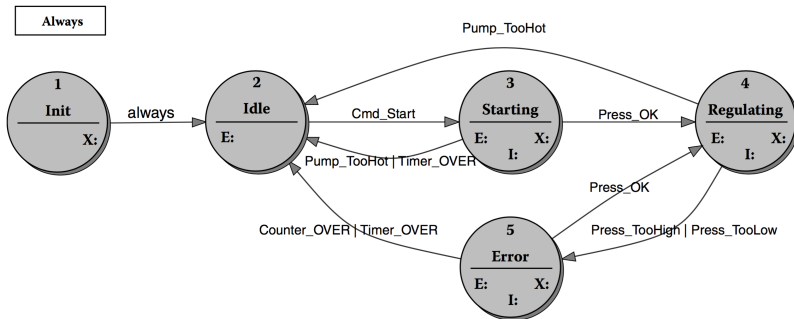 Always
Pump_TooHot
1
Init
X:
always
2
Idle
E:
Cmd_Start
3
Starting
E: X:
I:
Press_OK
4
Regulating
E: X:
I:
Pump_TooHot | Timer_OVER
Press_OK
Counter_OVER | Timer_OVER
Press_TooHigh | Press_TooLow
5
Error
E: X:
I: